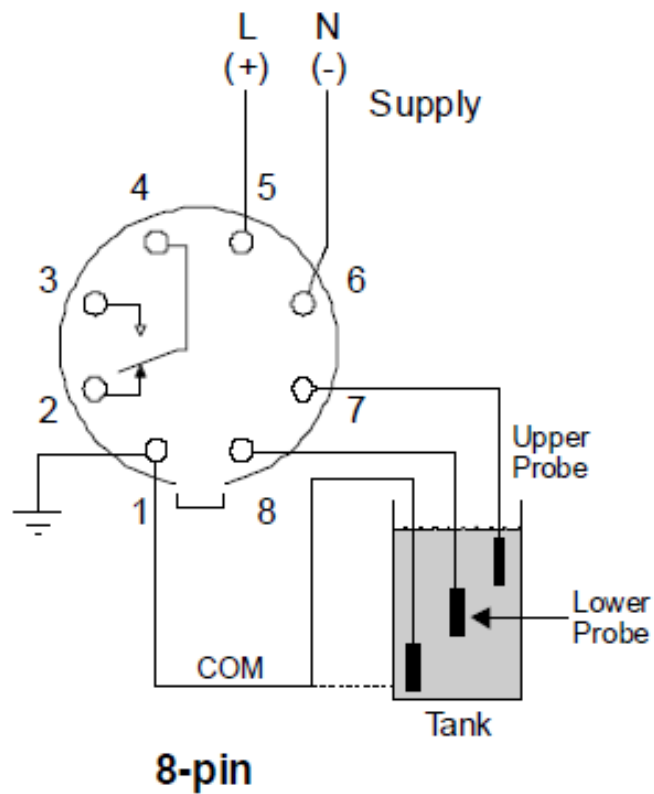 L N
(+) (-)
Supply
4 5
3 6
2 7
1 8
Upper
Probe
Lower
Probe
COM
Tank
8-pin